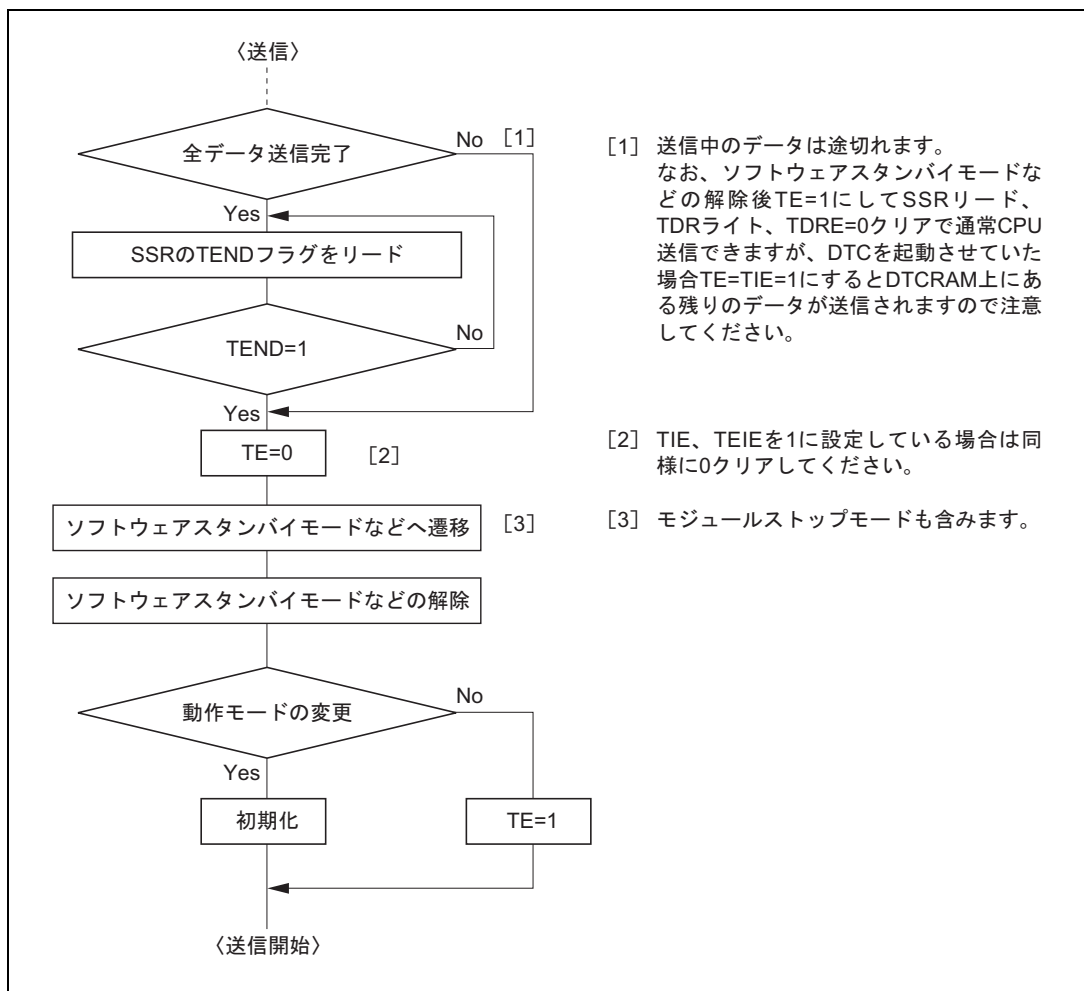 〈送信〉
全データ送信完了
No [1]
Yes
SSRのTENDフラグをリード
TEND=1
No
Yes
TE=0 [2]
ソフトウェアスタンバイモードなどへ遷移 [3]
ソフトウェアスタンバイモードなどの解除
動作モードの変更
No
Yes
初期化
TE=1
〈送信開始〉
[1] 送信中のデータは途切れます。
なお、ソフトウェアスタンバイモードな
どの解除後TE=1にしてSSRリード、
TDRライト、TDRE=0クリアで通常CPU
送信できますが、DTCを起動させていた
場合TE=TIE=1にするとDTCRAM上にあ
る残りのデータが送信されますので注意
してください。
[2] TIE、TEIEを1に設定している場合は同
様に0クリアしてください。
[3] モジュールストップモードも含みます。